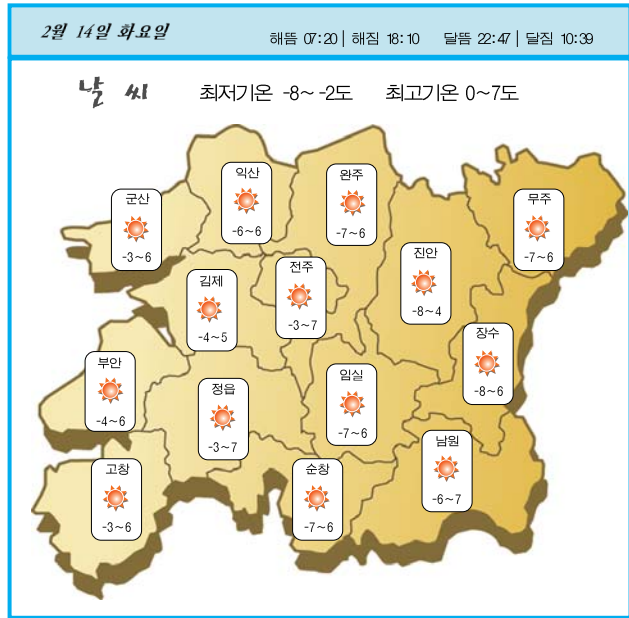 2월 14일 화요일
해뜸 07:20 | 해짐 18:10 달뜸 22:47 | 달짐 10:39
날 씨 최저기온 -8~ -2도 최고기온 0~7도
익산
-6~6
완주
-7~6
군산
-3~6
무주
-7~6
진안
-8~4
전주
-3~7
김제
-4~5
장수
-8~6
부안
-4~6
정읍
-3~7
임실
-7~6
남원
-6~7
고창
-3~6
순창
-7~6